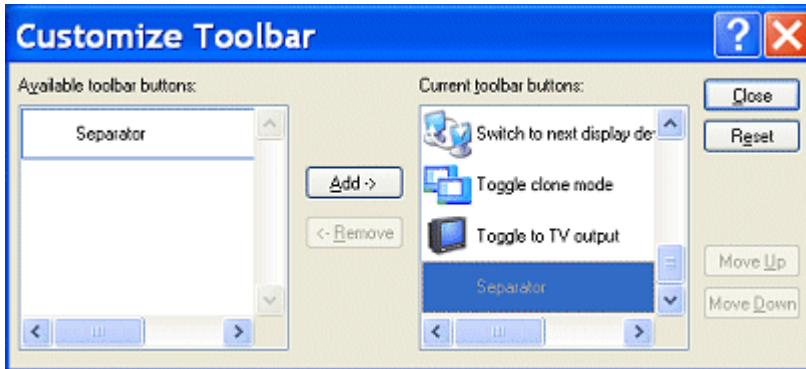 Customize Toolbar
Available toolbar buttons:
Separator
Add ->
<- Remove
Current toolbar buttons:
Switch to next display de
Toggle clone mode
Toggle to TV output
Separator
Close
Reset
Move Up
Move Down